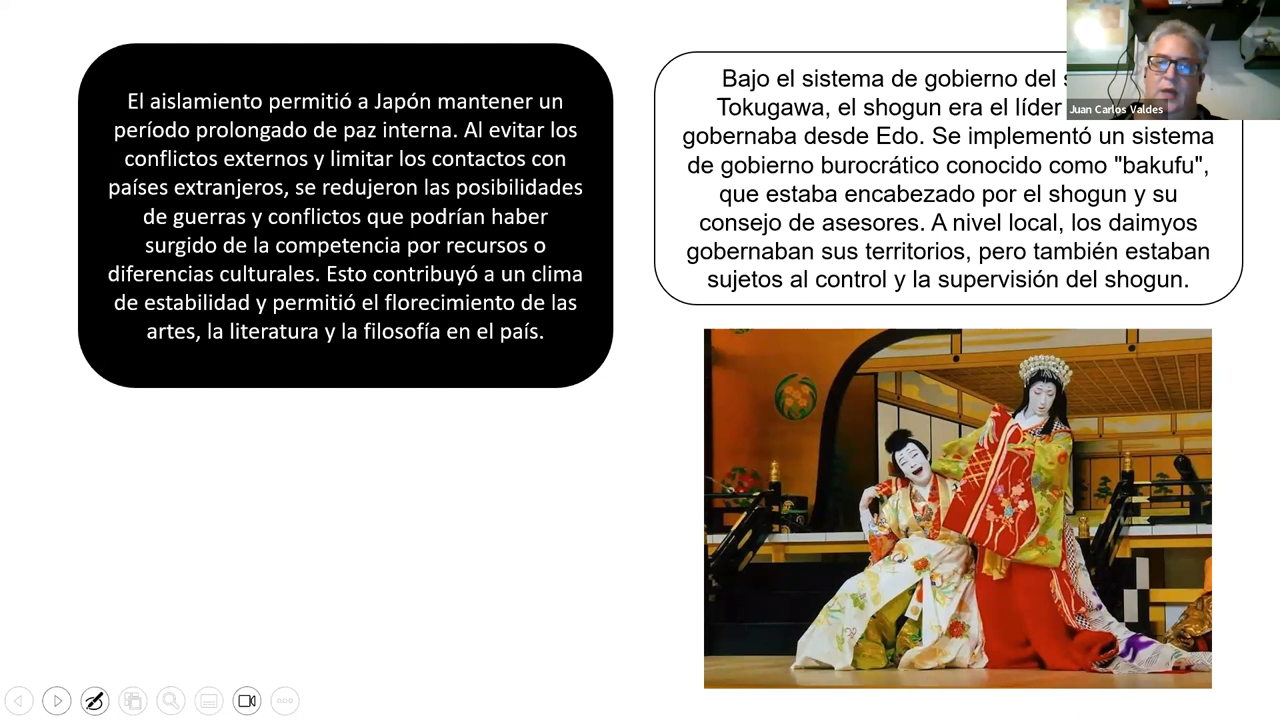 El aislamiento permitió a Japón mantener un
período prolongado de paz interna. Al evitar los
conflictos externos y limitar los contactos con
países extranjeros, se redujeron las posibilidades
de guerras y conflictos que podrían haber
surgido de la competencia por recursos o
diferencias culturales. Esto contribuyó a un clima
de estabilidad y permitió el florecimiento de las
artes, la literatura y la filosofía en el país.
Bajo el sistema de gobierno del
Tokugawa, el shogun era el líder
gobernaba desde Edo. Se implementó un sistema
de gobierno burocrático conocido como "bakufu",
que estaba encabezado por el shogun y su
consejo de asesores. A nivel local, los daimyos
gobernaban sus territorios, pero también estaban
sujetos al control y la supervisión del shogun.
Juan Carlos Valdes